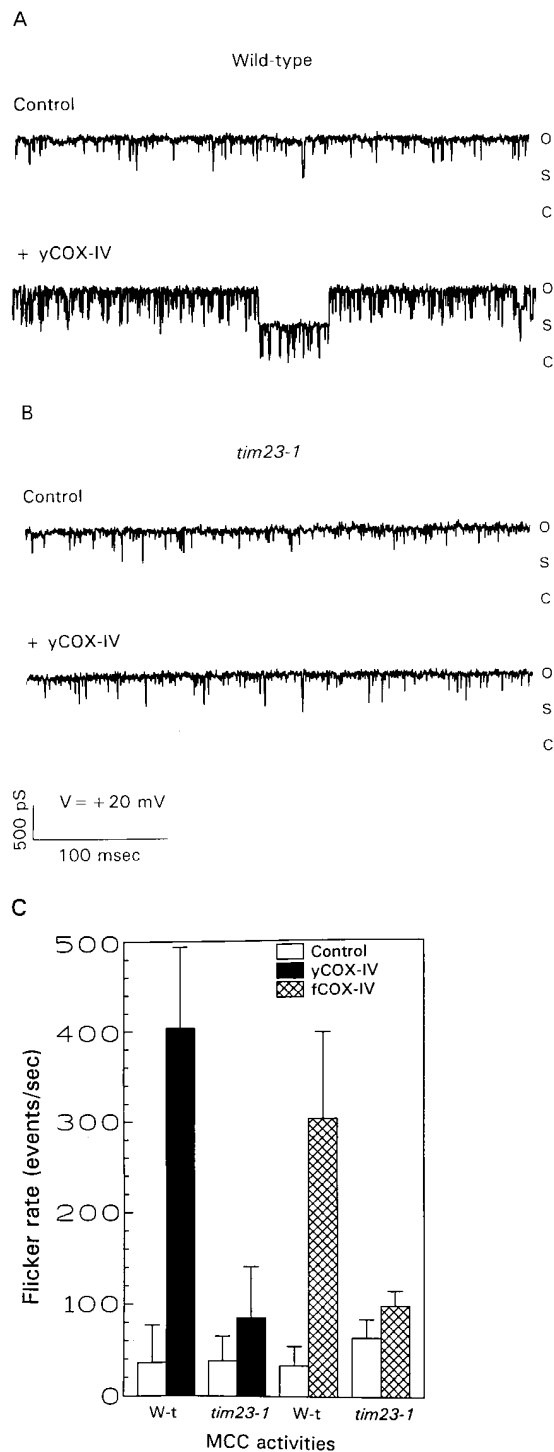 A
Wild-type
Control
O
S
C
+ yCOX-IV
O
S
C
B
tim23-1
Control
O
S
C
+ yCOX-IV
O
S
C
500 pS
V = +20 mV
100 msec
C
500
400
300
200
100
0
Flicker rate (events/sec)
Control
yCOX-IV
fCOX-IV
W-t
tim23-1
W-t
tim23-1
MCC activities